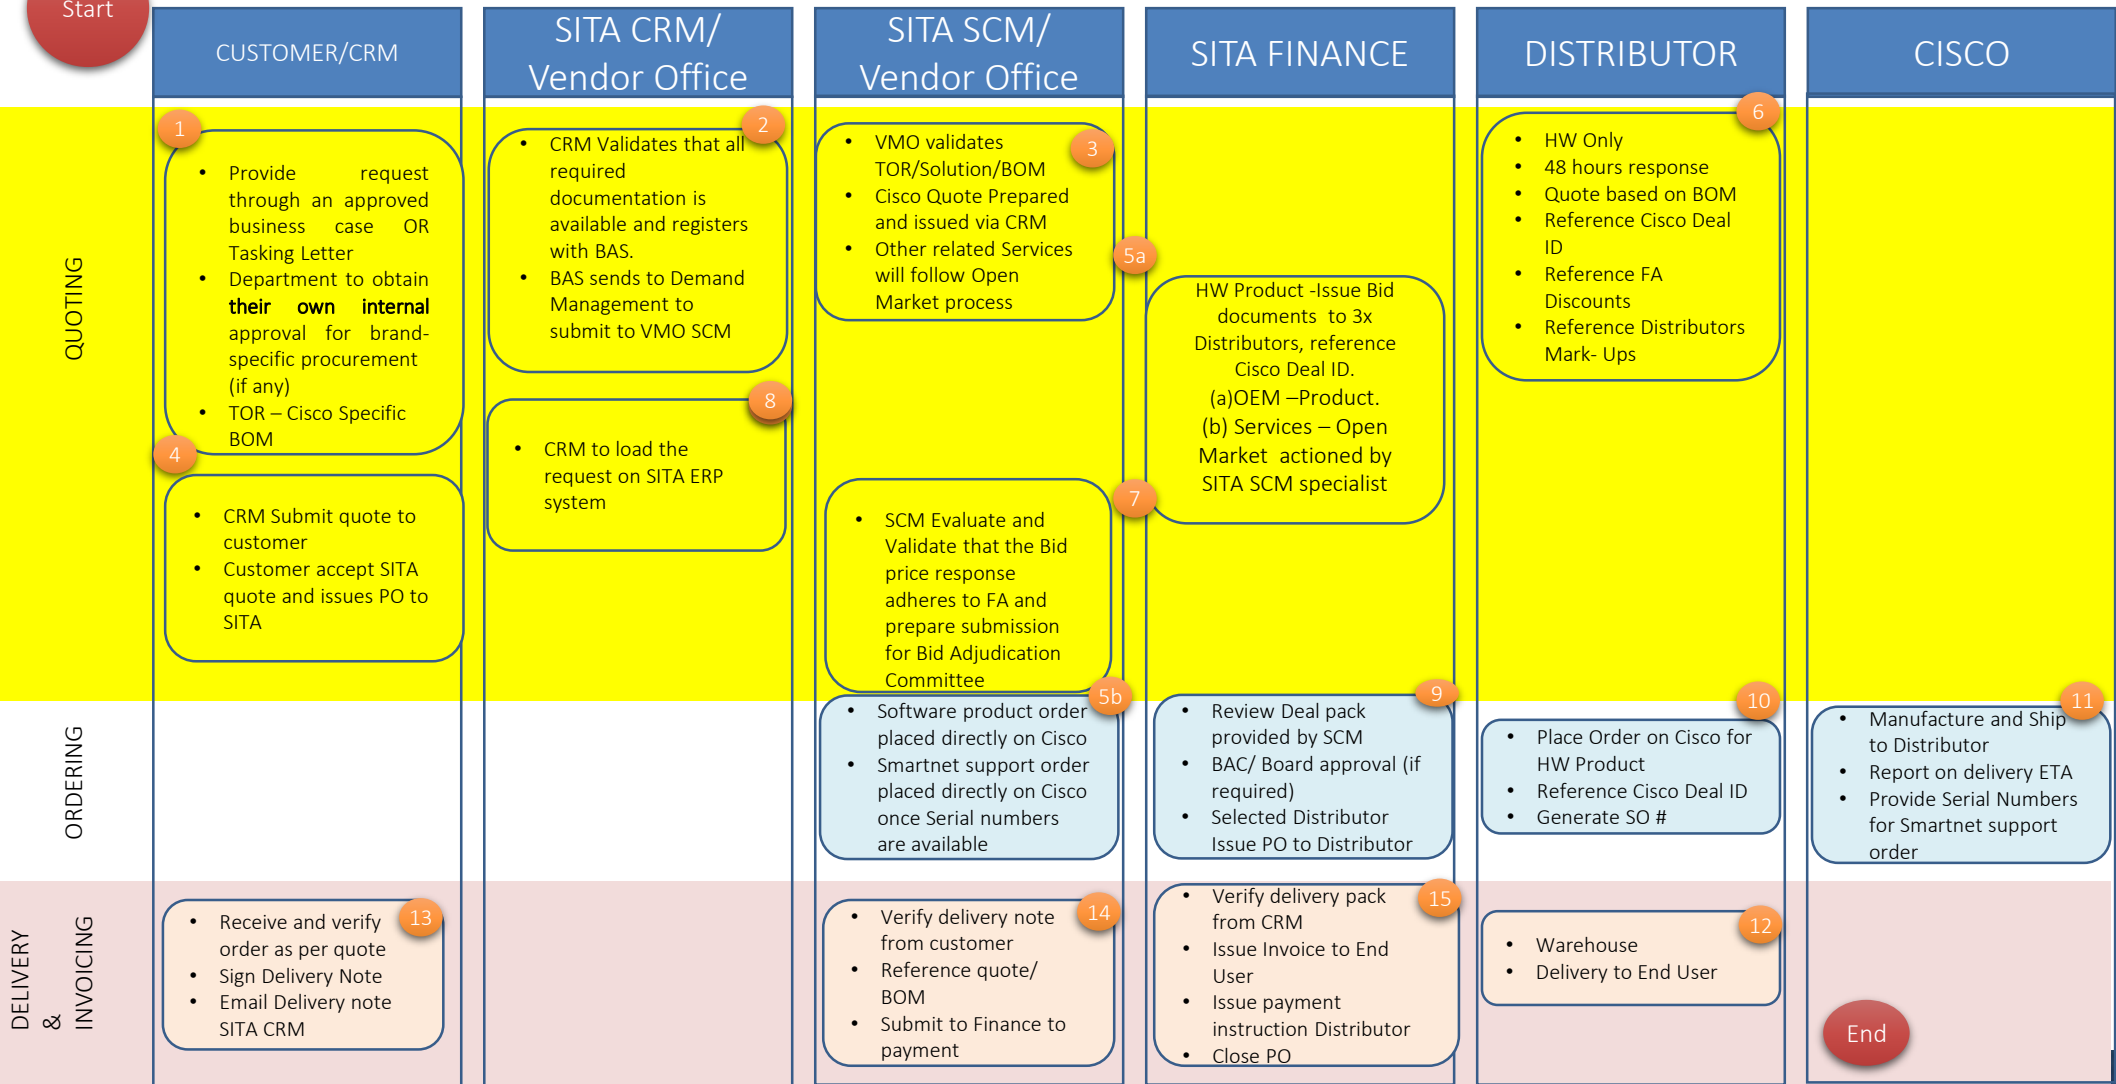 Start
CUSTOMER/CRM
SITA CRM/
Vendor Office
SITA SCM/
Vendor Office
SITA FINANCE
DISTRIBUTOR
CISCO
QUOTING
1
• Provide request
through an approved
business case OR
Tasking Letter
• Department to obtain
their own internal
approval for brand-
specific procurement
(if any)
• TOR – Cisco Specific
BOM
2
• CRM Validates that all
required
documentation is
available and registers
with BAS.
• BAS sends to Demand
Management to
submit to VMO SCM
3
• VMO validates
TOR/Solution/BOM
• Cisco Quote Prepared
and issued via CRM
• Other related Services
will follow Open
Market process
4
• CRM Submit quote to
customer
• Customer accept SITA
quote and issues PO to
SITA
5a
HW Product -Issue Bid
documents to 3x
Distributors, reference
Cisco Deal ID.
(a)OEM –Product.
(b) Services – Open
Market actioned by
SITA SCM specialist
6
• HW Only
• 48 hours response
• Quote based on BOM
• Reference Cisco Deal
ID
• Reference FA
Discounts
• Reference Distributors
Mark- Ups
7
• SCM Evaluate and
Validate that the Bid
price response
adheres to FA and
prepare submission
for Bid Adjudication
Committee
8
• CRM to load the
request on SITA ERP
system
ORDERING
5b
• Software product order
placed directly on Cisco
• Smartnet support order
placed directly on Cisco
once Serial numbers
are available
9
• Review Deal pack
provided by SCM
• BAC/ Board approval (if
required)
• Selected Distributor
Issue PO to Distributor
10
• Place Order on Cisco for
HW Product
• Reference Cisco Deal ID
• Generate SO #
11
• Manufacture and Ship
to Distributor
• Report on delivery ETA
• Provide Serial Numbers
for Smartnet support
order
DELIVERY
&
INVOICING
13
• Receive and verify
order as per quote
• Sign Delivery Note
• Email Delivery note
SITA CRM
14
• Verify delivery note
from customer
• Reference quote/
BOM
• Submit to Finance to
payment
15
• Verify delivery pack
from CRM
• Issue Invoice to End
User
• Issue payment
instruction Distributor
• Close PO
12
• Warehouse
• Delivery to End User
End